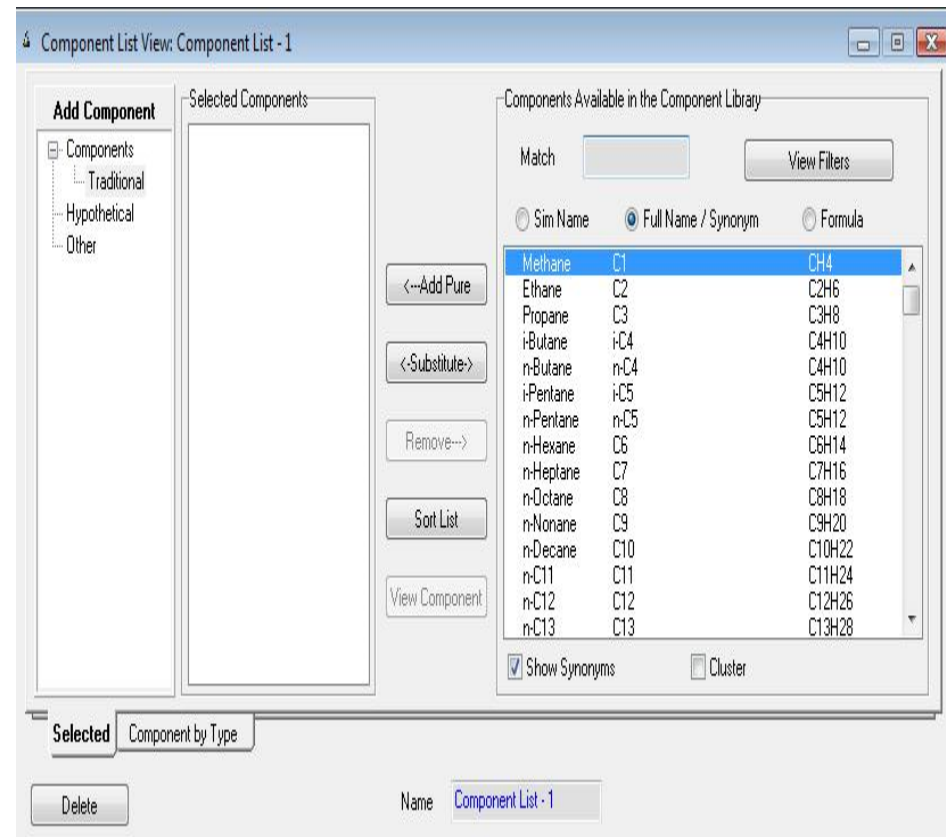 Component List View: Component List - 1
Add Component
Components
Traditional
Hypothetical
Other
Selected Components
<---Add Pure
<-Substitute->
Remove--->
Sort List
View Component
Components Available in the Component Library
Match
View Filters
Sim Name Full Name / Synonym Formula
Methane C1 CH4
Ethane C2 C2H6
Propane C3 C3H8
i-Butane i-C4 C4H10
n-Butane n-C4 C4H10
i-Pentane i-C5 C5H12
n-Pentane n-C5 C5H12
n-Hexane C6 C6H14
n-Heptane C7 C7H16
n-Octane C8 C8H18
n-Nonane C9 C9H20
n-Decane C10 C10H22
n-C11 C11 C11H24
n-C12 C12 C12H26
n-C13 C13 C13H28
Show Synonyms Cluster
Selected Component by Type
Delete Name Component List - 1